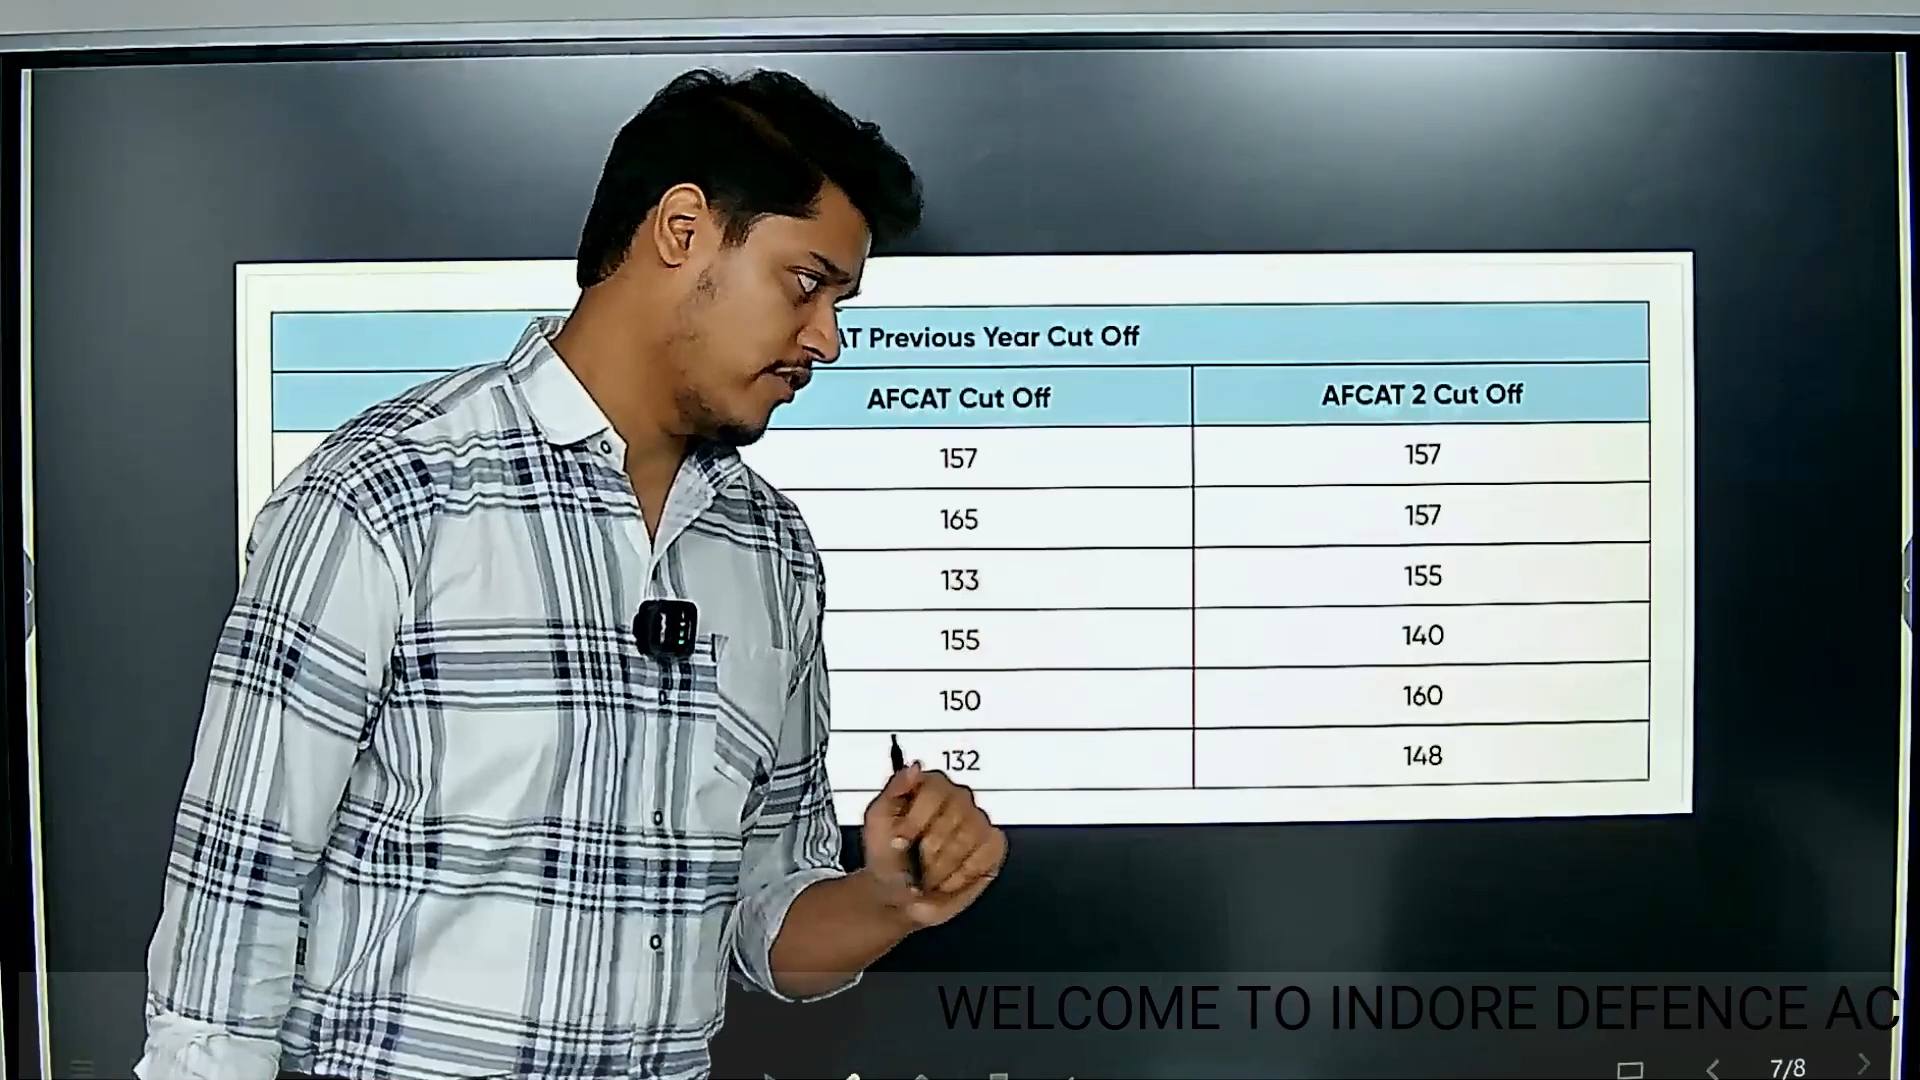 Previous Year Cut Off
AFCAT Cut Off AFCAT 2 Cut Off
157 157
165 157
133 155
155 140
150 160
132 148
WELCOME TO INDORE DEFENCE AC
7/8